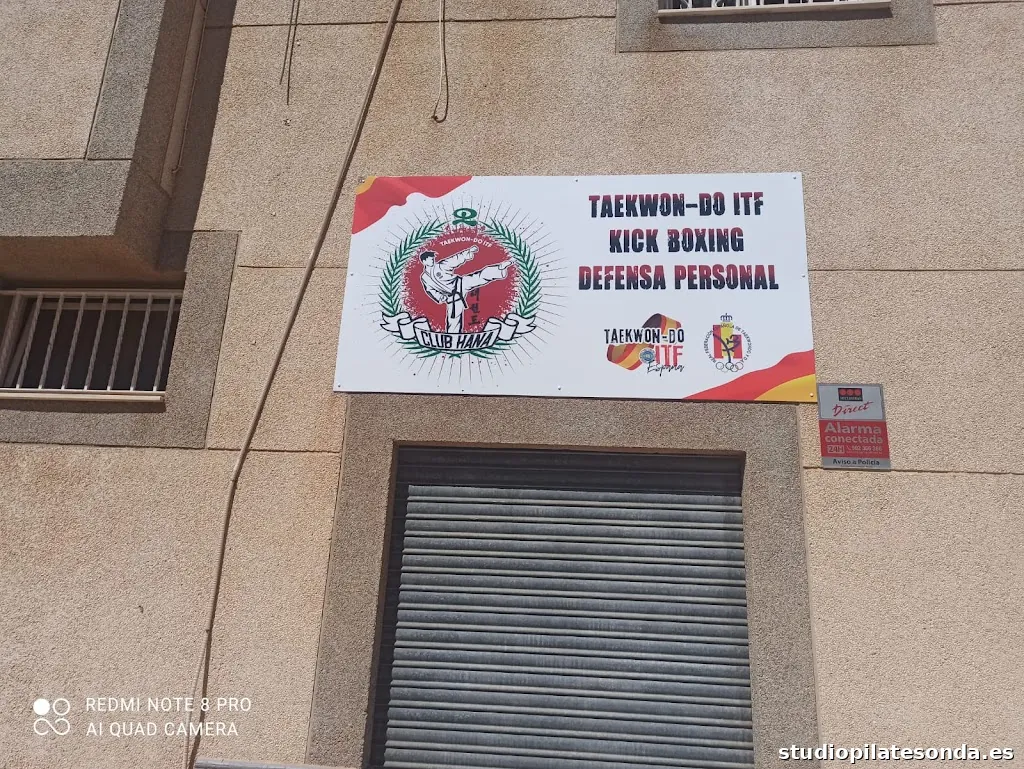 TAEKWON-DO ITF
KICK BOXING
DEFENSA PERSONAL
TAEKWON-DO ITF
CLUB HANA
TAEKWON-DO
ITF
España
Direct
Alarma
conectada
24H
Aviso a Policía
REDMI NOTE 8 PRO
AI QUAD CAMERA
studiopilatesonda.es